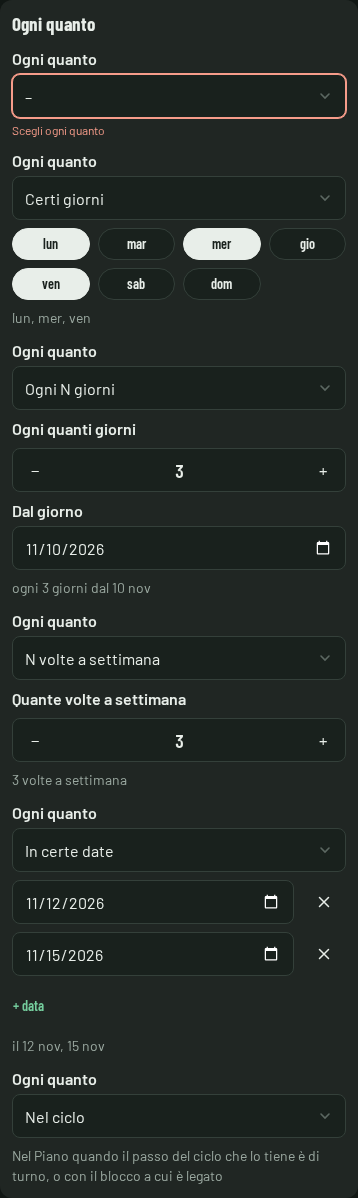 Ogni quanto
Ogni quanto
–
Scegli ogni quanto
Ogni quanto
Certi giorni
lun mar mer gio
ven sab dom
lun, mer, ven
Ogni quanto
Ogni N giorni
Ogni quanti giorni
− 3 +
Dal giorno
11/10/2026
ogni 3 giorni dal 10 nov
Ogni quanto
N volte a settimana
Quante volte a settimana
− 3 +
3 volte a settimana
Ogni quanto
In certe date
11/12/2026
11/15/2026
+ data
il 12 nov, 15 nov
Ogni quanto
Nel ciclo
Nel Piano quando il passo del ciclo che lo tiene è di
turno, o con il blocco a cui è legato